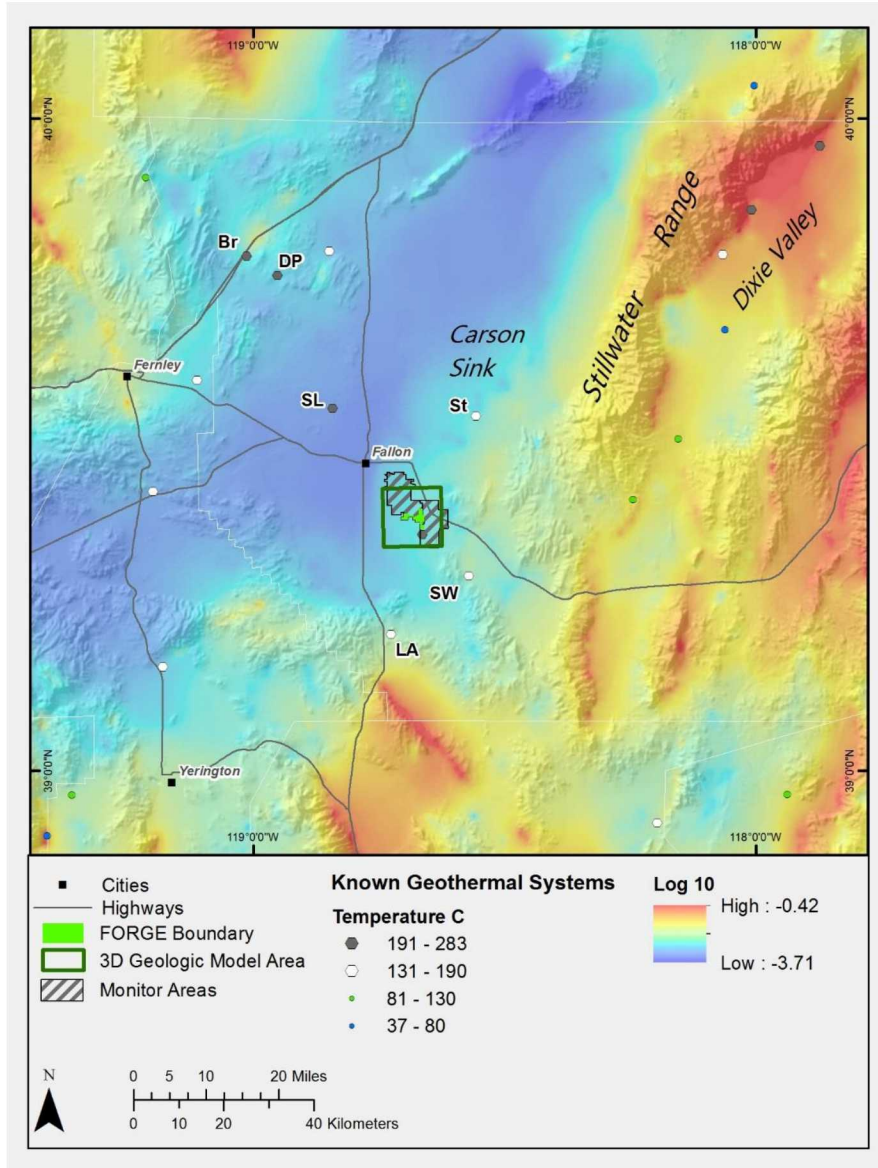 119°0'0"W 118°0'0"W
40°0'0"N 40°0'0"N
Stillwater Range
Dixie Valley
Br
DP
Carson
Sink
Fernley
SL
St
Fallon
SW
LA
39°0'0"N 39°0'0"N
Yerington
119°0'0"W 118°0'0"W
Cities
Highways
FORGE Boundary
3D Geologic Model Area
Monitor Areas
Known Geothermal Systems
Temperature C
191 - 283
131 - 190
81 - 130
37 - 80
Log 10
High : -0.42
Low : -3.71
N
0 5 10 20 Miles
0 10 20 40 Kilometers